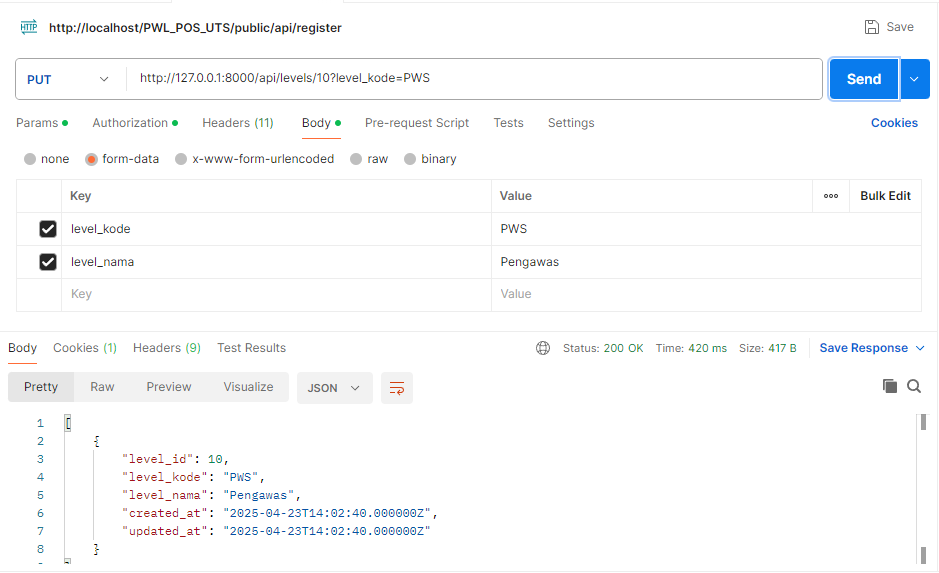 HTTP http://localhost/PWL_POS_UTS/public/api/register Save
PUT http://127.0.0.1:8000/api/levels/10?level_kode=PWS Send
Params Authorization Headers (11) Body Pre-request Script Tests Settings Cookies
none form-data x-www-form-urlencoded raw binary
Key Value Bulk Edit
level_kode PWS
level_nama Pengawas
Key Value
Body Cookies (1) Headers (9) Test Results Status: 200 OK Time: 420 ms Size: 417 B Save Response
Pretty Raw Preview Visualize JSON
1 [
2 {
3 "level_id": 10,
4 "level_kode": "PWS",
5 "level_nama": "Pengawas",
6 "created_at": "2025-04-23T14:02:40.000000Z",
7 "updated_at": "2025-04-23T14:02:40.000000Z"
8 }